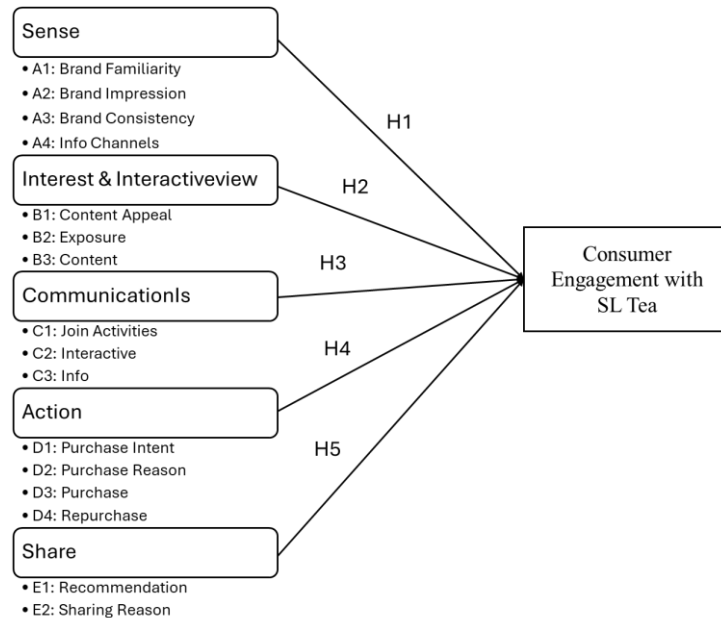 Sense
• A1: Brand Familiarity
• A2: Brand Impression
• A3: Brand Consistency
• A4: Info Channels
H1
Interest & Interactiveview
H2
• B1: Content Appeal
• B2: Exposure
• B3: Content
H3
CommunicationIs
Consumer
Engagement with
SL Tea
• C1: Join Activities
• C2: Interactive
• C3: Info
H4
Action
• D1: Purchase Intent
• D2: Purchase Reason
• D3: Purchase
• D4: Repurchase
H5
Share
• E1: Recommendation
• E2: Sharing Reason